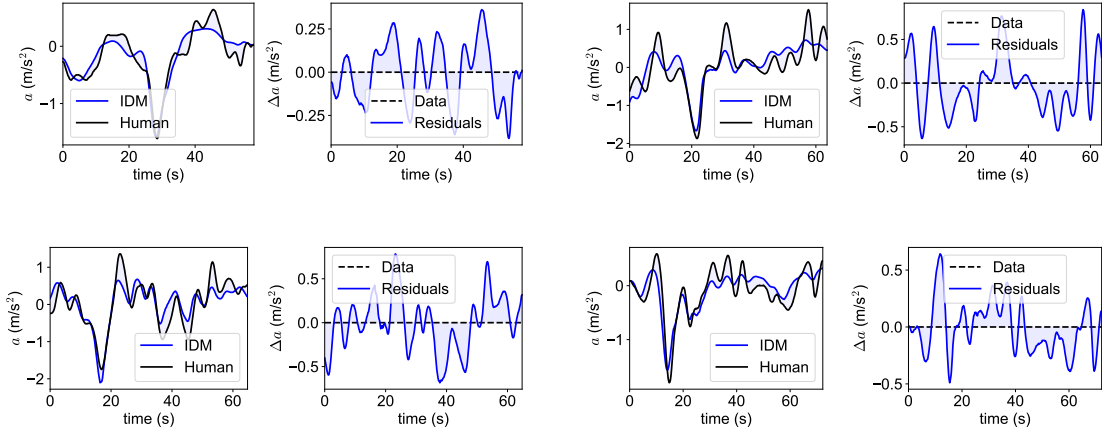 a (m/s²)
0
−1
IDM
Human
0
20
40
time (s)
Δa (m/s²)
0.25
0.00
−0.25
Data
Residuals
0
20
40
time (s)
a (m/s²)
1
0
−1
−2
IDM
Human
0
20
40
60
time (s)
Δa (m/s²)
0.5
0.0
−0.5
Data
Residuals
0
20
40
60
time (s)
a (m/s²)
1
0
−1
−2
IDM
Human
0
20
40
60
time (s)
Δa (m/s²)
0.5
0.0
−0.5
Data
Residuals
0
20
40
60
time (s)
a (m/s²)
0
−1
IDM
Human
0
20
40
60
time (s)
Δa (m/s²)
0.5
0.0
−0.5
Data
Residuals
0
20
40
60
time (s)